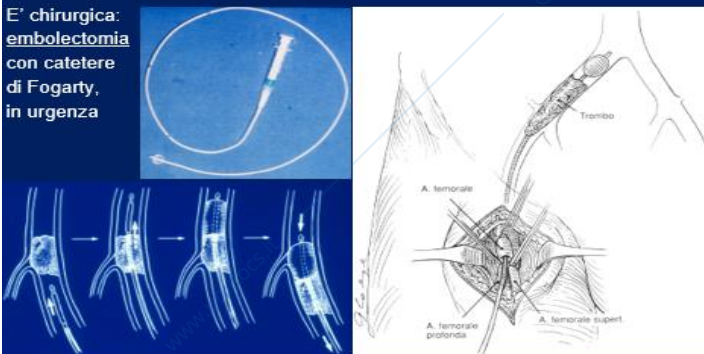 E’ chirurgica:
embolectomia
con catetere
di Fogarty,
in urgenza
Trombo
A. femorale
A. femorale
profonda
A. femorale superf.